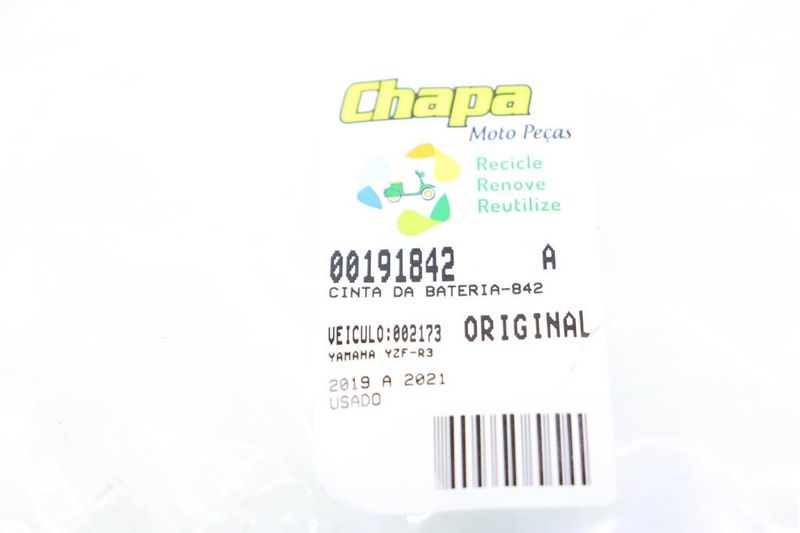 Chapa
Moto Peças
Recicle
Renove
Reutilize
00191842 A
CINTA DA BATERIA-842
VEICULO:002173 ORIGINAL
YAMAHA YZF-R3
2019 A 2021
USADO